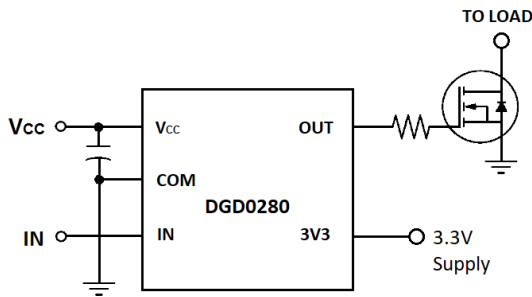 TO LOAD
Vcc
Vcc
OUT
COM
DGD0280
IN
IN
3V3
3.3V
Supply